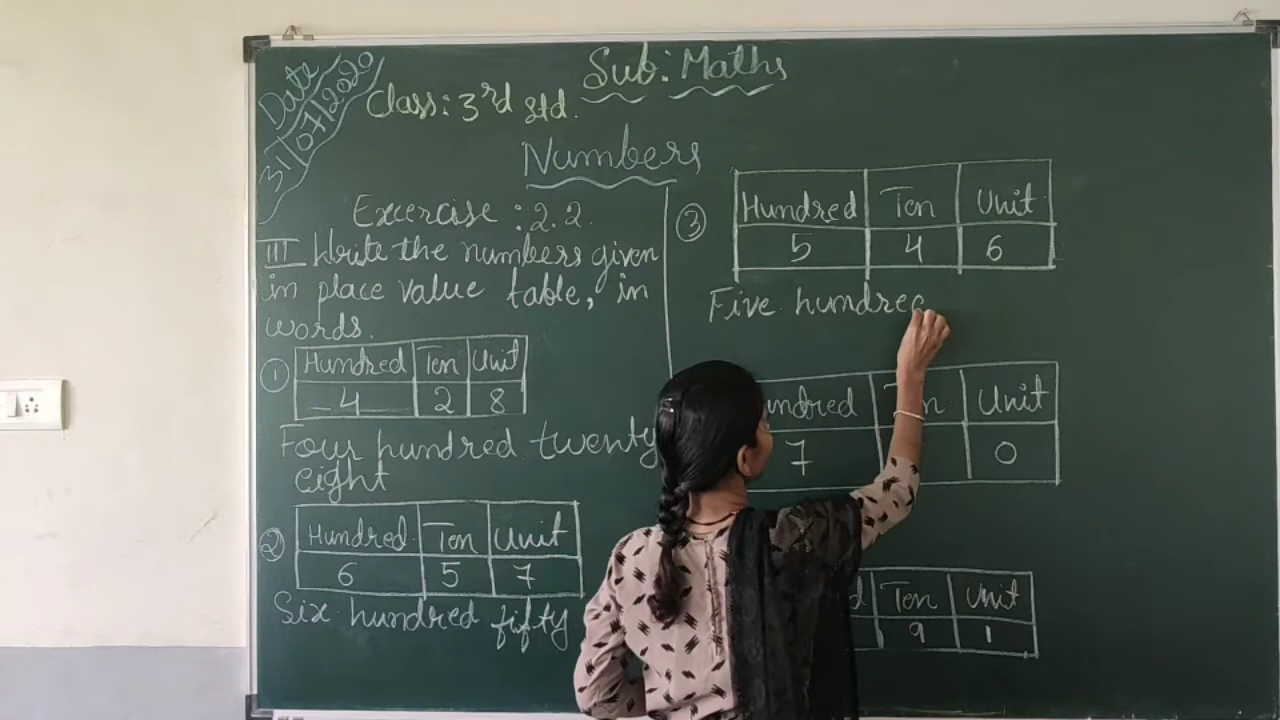 Date
31/07/2020
Sub: Maths
Class: 3rd std.
Numbers
Excercise : 2.2.
III Write the numbers given
in place value table, in
words.
① Hundred Ten Unit
4 2 8
Four hundred twenty
eight
② Hundred Ten Unit
6 5 7
Six hundred fifty
③ Hundred Ten Unit
5 4 6
Five hundre
Unit
7 0
Ten Unit
9 1